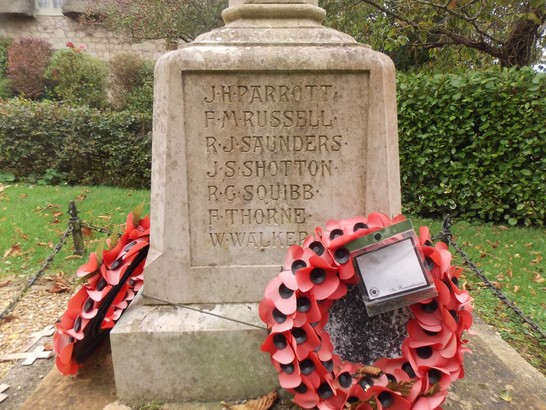 J·H·PARROTT·
F·M·RUSSELL·
R·J·SAUNDERS·
J·S·SHOTTON·
R·G·SQUIBB·
F·THORNE·
W·WALKER